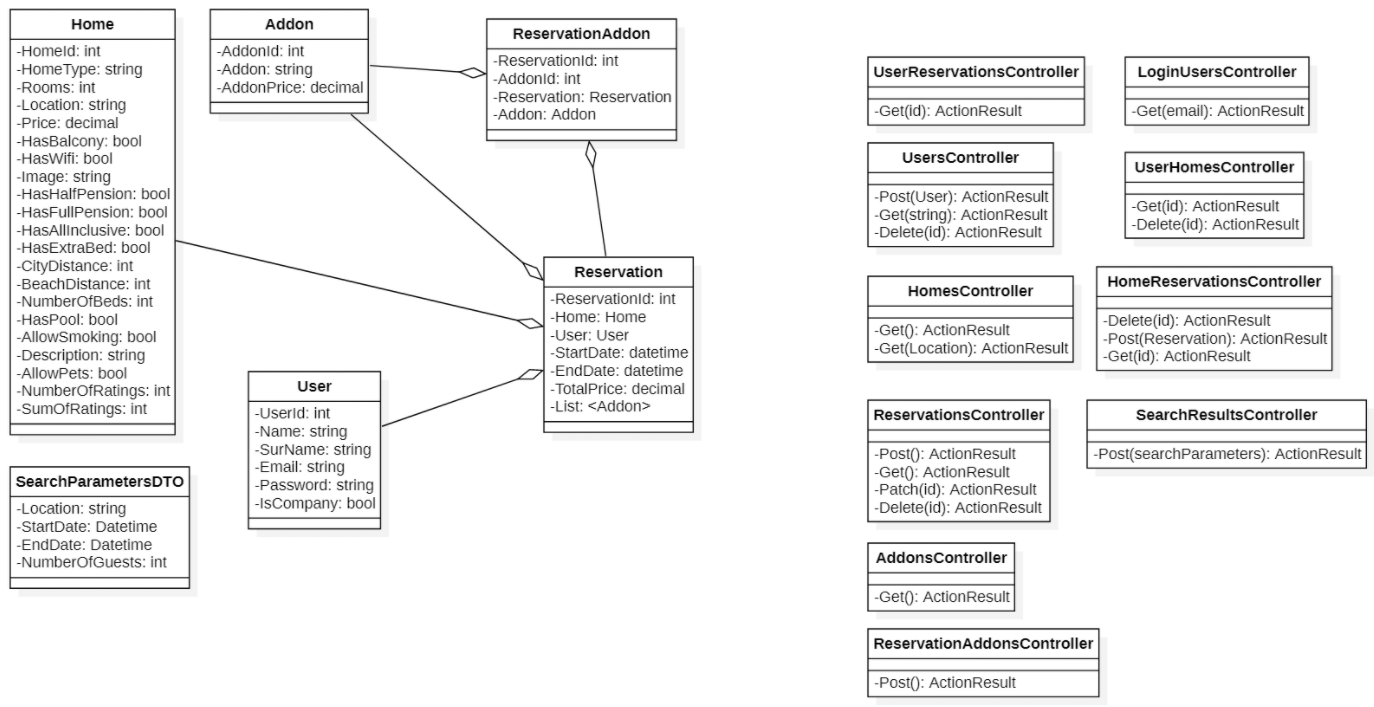 Home
-HomeId: int
-HomeType: string
-Rooms: int
-Location: string
-Price: decimal
-HasBalcony: bool
-HasWifi: bool
-Image: string
-HasHalfPension: bool
-HasFullPension: bool
-HasAllInclusive: bool
-HasExtraBed: bool
-CityDistance: int
-BeachDistance: int
-NumberOfBeds: int
-HasPool: bool
-AllowSmoking: bool
-Description: string
-AllowPets: bool
-NumberOfRatings: int
-SumOfRatings: int
SearchParametersDTO
-Location: string
-StartDate: Datetime
-EndDate: Datetime
-NumberOfGuests: int
Addon
-AddonId: int
-Addon: string
-AddonPrice: decimal
User
-UserId: int
-Name: string
-SurName: string
-Email: string
-Password: string
-IsCompany: bool
ReservationAddon
-ReservationId: int
-AddonId: int
-Reservation: Reservation
-Addon: Addon
Reservation
-ReservationId: int
-Home: Home
-User: User
-StartDate: datetime
-EndDate: datetime
-TotalPrice: decimal
-List: <Addon>
UserReservationsController
-Get(id): ActionResult
LoginUsersController
-Get(email): ActionResult
UsersController
-Post(User): ActionResult
-Get(string): ActionResult
-Delete(id): ActionResult
UserHomesController
-Get(id): ActionResult
-Delete(id): ActionResult
HomesController
-Get(): ActionResult
-Get(Location): ActionResult
HomeReservationsController
-Delete(id): ActionResult
-Post(Reservation): ActionResult
-Get(id): ActionResult
ReservationsController
-Post(): ActionResult
-Get(): ActionResult
-Patch(id): ActionResult
-Delete(id): ActionResult
SearchResultsController
-Post(searchParameters): ActionResult
AddonsController
-Get(): ActionResult
ReservationAddonsController
-Post(): ActionResult